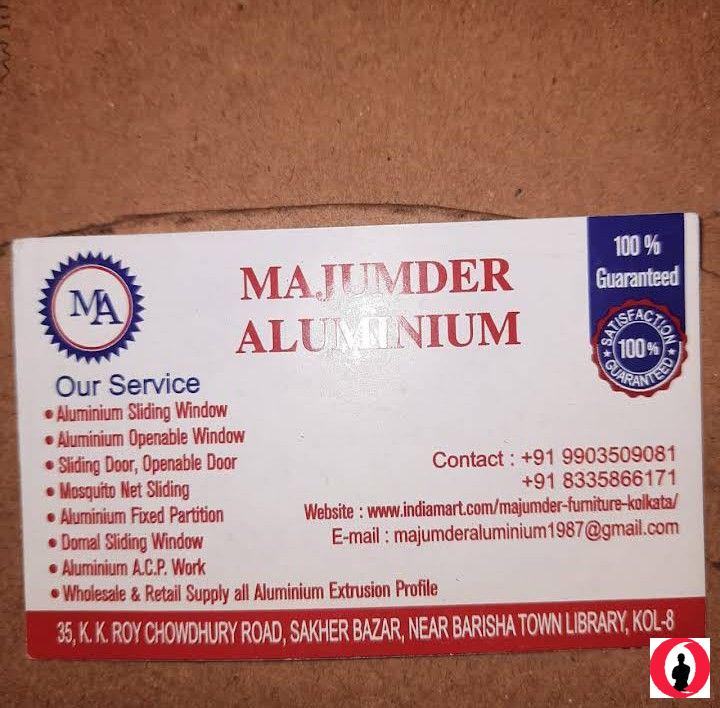 MA
MAJUMDER
ALUMINIUM
100 %
Guaranteed
SATISFACTION
100%
GUARANTEED
Our Service
• Aluminium Sliding Window
• Aluminium Openable Window
• Sliding Door, Openable Door
• Mosquito Net Sliding
• Aluminium Fixed Partition
• Domal Sliding Window
• Aluminium A.C.P. Work
• Wholesale & Retail Supply all Aluminium Extrusion Profile
Contact : +91 9903509081
+91 8335866171
Website : www.indiamart.com/majumder-furniture-kolkata/
E-mail : majumderaluminium1987@gmail.com
35, K. K. ROY CHOWDHURY ROAD, SAKHER BAZAR, NEAR BARISHA TOWN LIBRARY, KOL-8